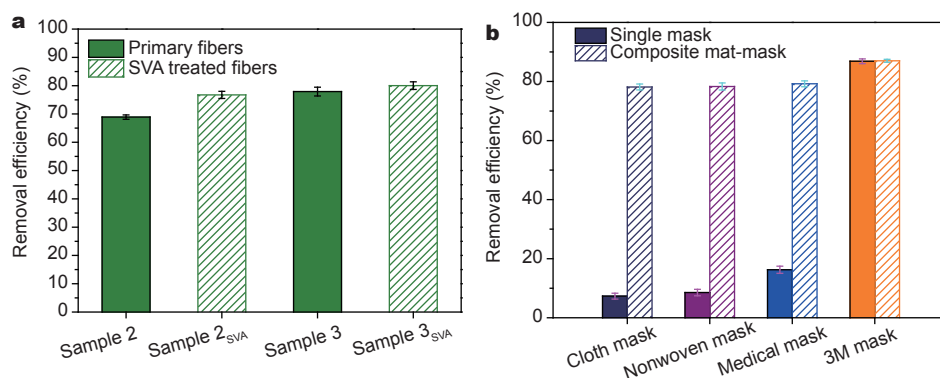 a
Removal efficiency (%)
100
90
80
70
60
50
40
30
20
10
0
Primary fibers
SVA treated fibers
Sample 2
Sample 2SVA
Sample 3
Sample 3SVA
b
Removal efficiency (%)
100
80
60
40
20
0
Single mask
Composite mat-mask
Cloth mask
Nonwoven mask
Medical mask
3M mask